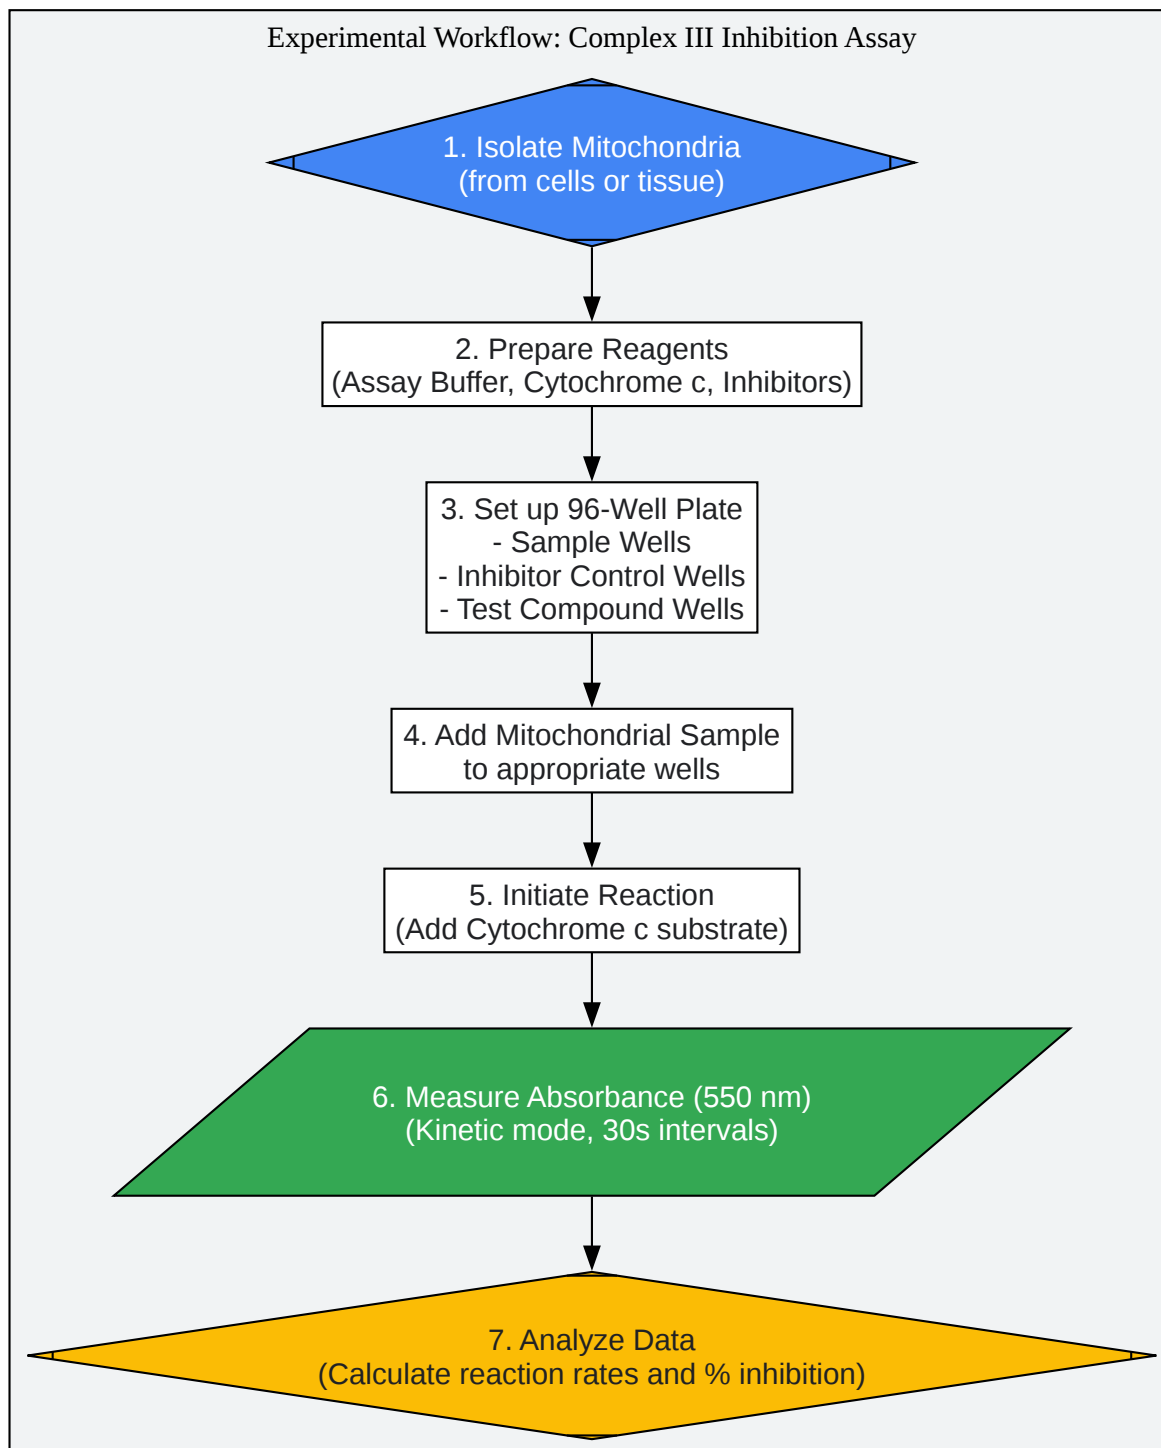 Experimental Workflow: Complex III Inhibition Assay
1. Isolate Mitochondria
(from cells or tissue)
2. Prepare Reagents
(Assay Buffer, Cytochrome c, Inhibitors)
3. Set up 96-Well Plate
- Sample Wells
- Inhibitor Control Wells
- Test Compound Wells
4. Add Mitochondrial Sample
to appropriate wells
5. Initiate Reaction
(Add Cytochrome c substrate)
6. Measure Absorbance (550 nm)
(Kinetic mode, 30s intervals)
7. Analyze Data
(Calculate reaction rates and % inhibition)